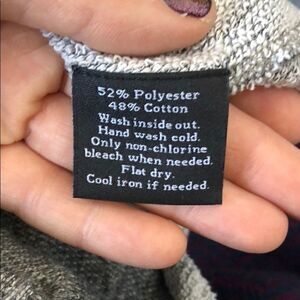 52% Polyester
48% Cotton
Wash inside out.
Hand wash cold.
Only non-chlorine
bleach when needed.
Flat dry.
Cool iron if needed.